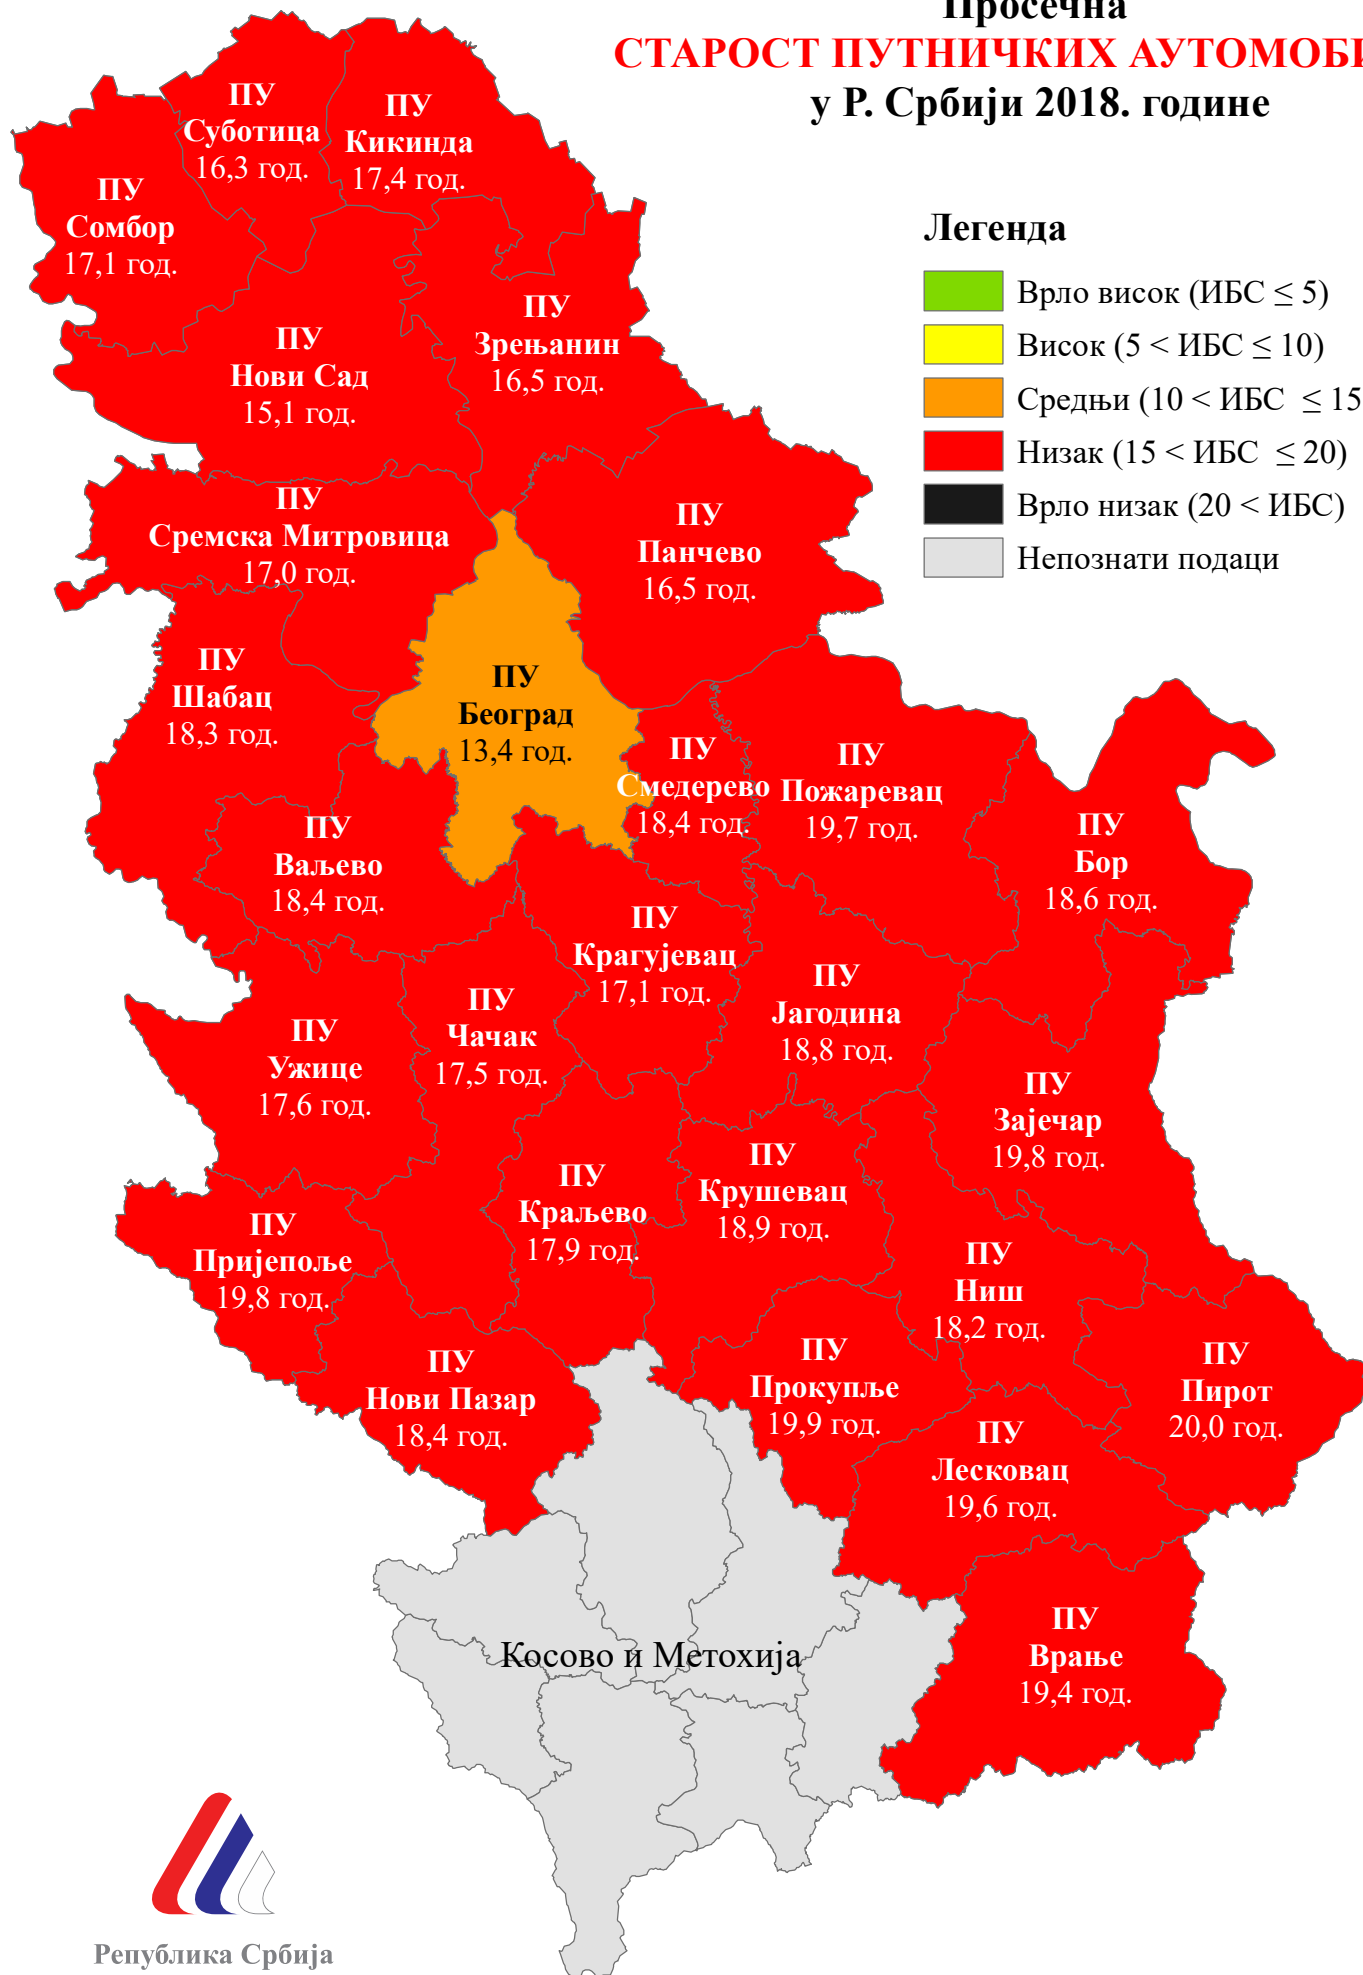 Просечна
СТАРОСТ ПУТНИЧКИХ
у Р. Србији 2018. године
ПУ
Суботица
16,3 год.
ПУ
Кикинда
17,4 год.
ПУ
Сомбор
17,1 год.
Легенда
Врло висок (ИБС ≤ 5)
Висок (5 < ИБС ≤ 10)
Средњи (10 < ИБС ≤ 15
Низак (15 < ИБС ≤ 20)
Врло низак (20 < ИБС)
Непознати подаци
ПУ
Зрењанин
16,5 год.
ПУ
Нови Сад
15,1 год.
ПУ
Сремска Митровица
17,0 год.
ПУ
Панчево
16,5 год.
ПУ
Шабац
18,3 год.
ПУ
Београд
13,4 год.
ПУ
Смедерево
18,4 год.
ПУ
Пожаревац
19,7 год.
ПУ
Бор
18,6 год.
ПУ
Ваљево
18,4 год.
ПУ
Крагујевац
17,1 год.
ПУ
Јагодина
18,8 год.
ПУ
Чачак
17,5 год.
ПУ
Ужице
17,6 год.
ПУ
Зајечар
19,8 год.
ПУ
Крушевац
18,9 год.
ПУ
Краљево
17,9 год.
ПУ
Пријепоље
19,8 год.
ПУ
Ниш
18,2 год.
ПУ
Прокупље
19,9 год.
ПУ
Пирот
20,0 год.
ПУ
Нови Пазар
18,4 год.
ПУ
Лесковац
19,6 год.
ПУ
Врање
19,4 год.
Косово и Метохија
Република Србија